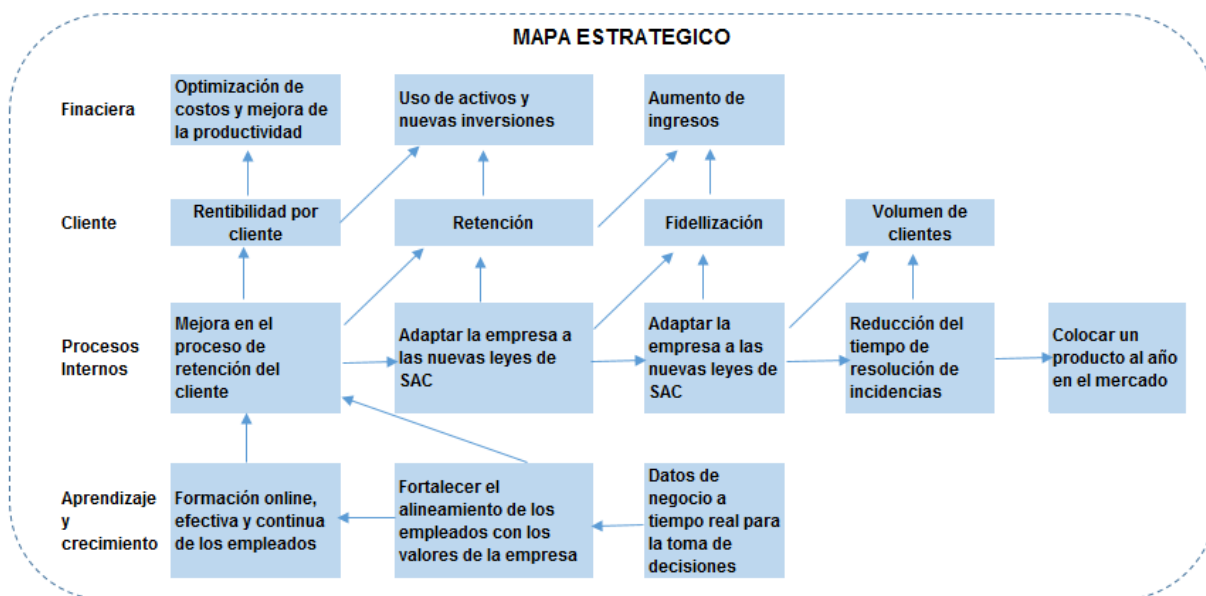 MAPA ESTRATEGICO
Finaciera
Optimización de
costos y mejora de
la productividad
Uso de activos y
nuevas inversiones
Aumento de
ingresos
Cliente
Rentibilidad por
cliente
Retención
Fidellización
Volumen de
clientes
Procesos
Internos
Mejora en el
proceso de
retención del
cliente
Adaptar la empresa a
las nuevas leyes de
SAC
Adaptar la
empresa a las
nuevas leyes de
SAC
Reducción del
tiempo de
resolución de
incidencias
Colocar un
producto al año
en el mercado
Aprendizaje
y
crecimiento
Formación online,
efectiva y continua
de los empleados
Fortalecer el
alineamiento de los
empleados con los
valores de la empresa
Datos de
negocio a
tiempo real para
la toma de
decisiones